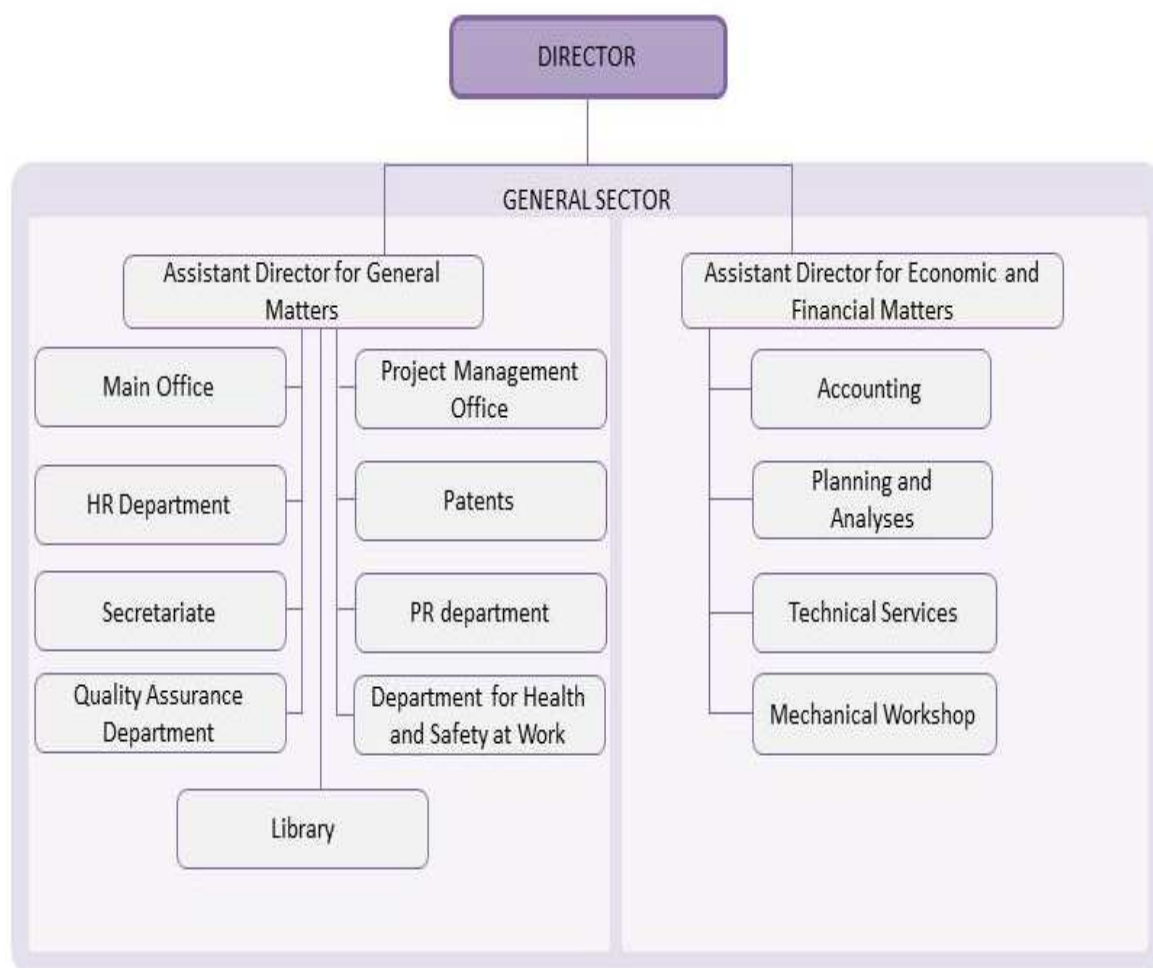 DIRECTOR
GENERAL SECTOR
Assistant Director for General
Matters
Main Office
HR Department
Secretariate
Quality Assurance
Department
Project Management
Office
Patents
PR department
Department for Health
and Safety at Work
Library
Assistant Director for Economic and
Financial Matters
Accounting
Planning and
Analyses
Technical Services
Mechanical Workshop